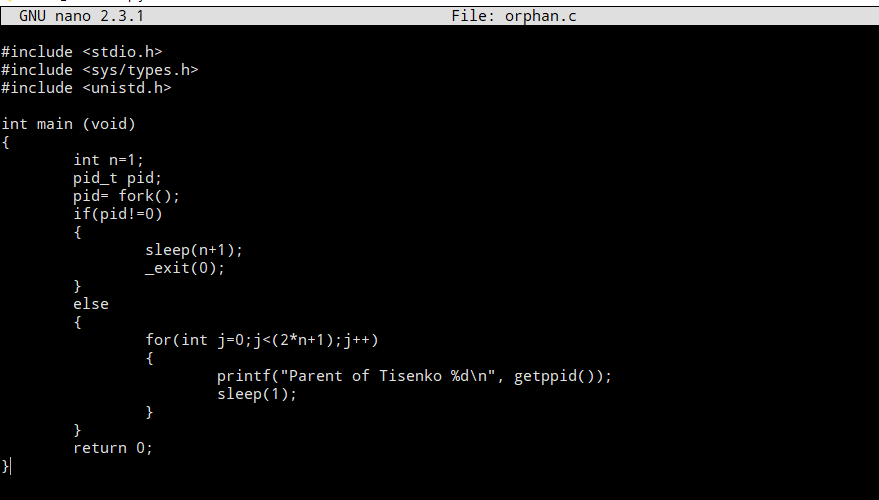 GNU nano 2.3.1 File: orphan.c
#include <stdio.h>
#include <sys/types.h>
#include <unistd.h>
int main (void)
{
int n=1;
pid_t pid;
pid= fork();
if(pid!=0)
{
sleep(n+1);
_exit(0);
}
else
{
for(int j=0;j<(2*n+1);j++)
{
printf("Parent of Tisenko %d\n", getppid());
sleep(1);
}
}
return 0;
}